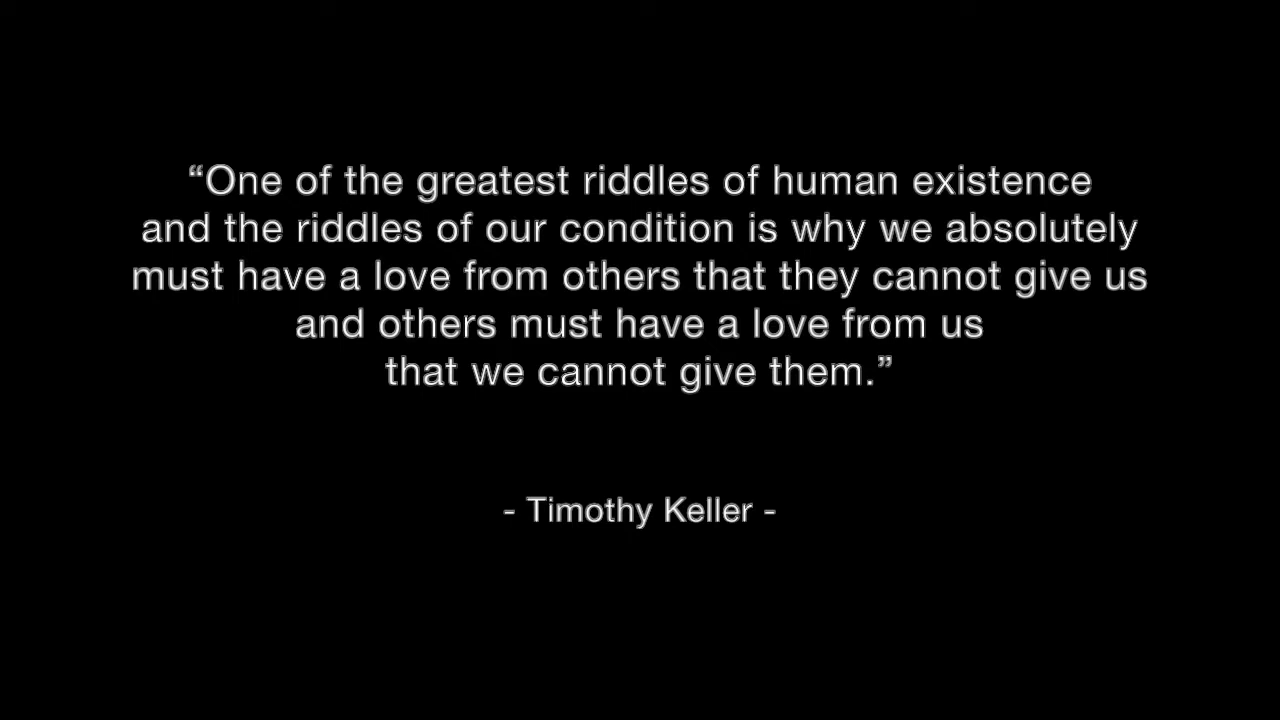 “One of the greatest riddles of human existence
and the riddles of our condition is why we absolutely
must have a love from others that they cannot give us
and others must have a love from us
that we cannot give them.”
- Timothy Keller -